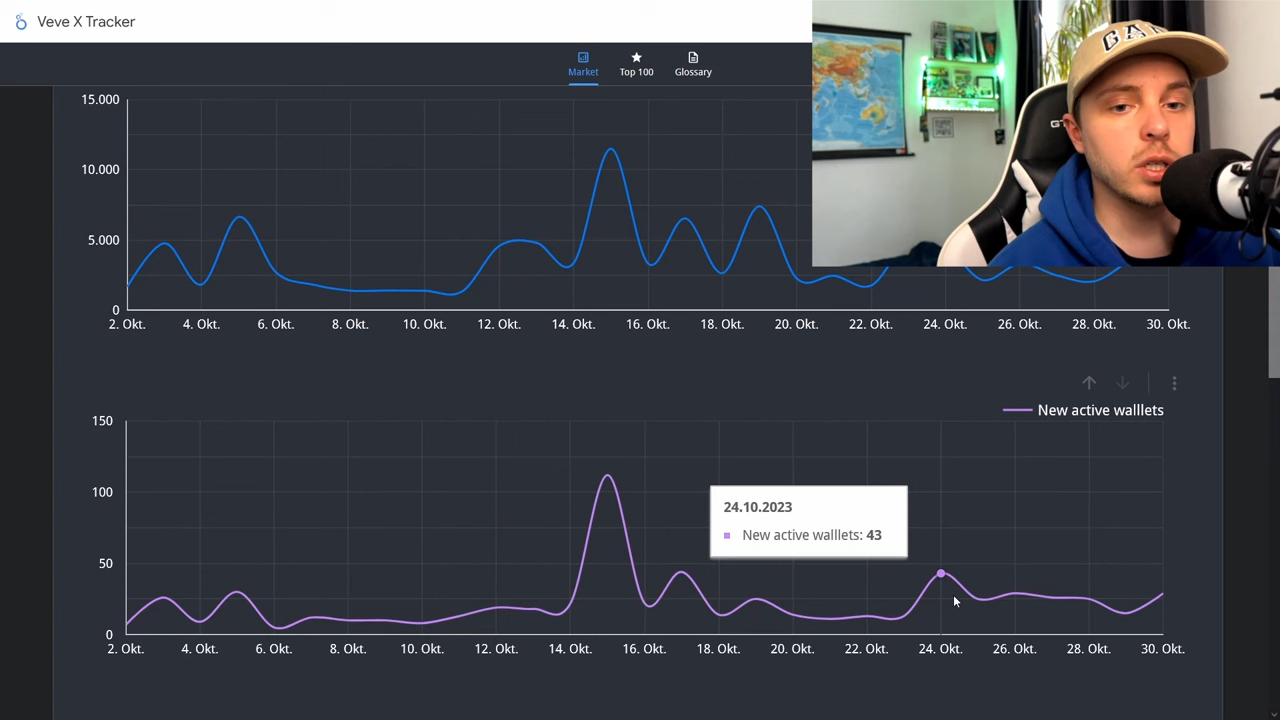 Veve X Tracker
Market
Top 100
Glossary
15.000
10.000
5.000
0
2. Okt.
4. Okt.
6. Okt.
8. Okt.
10. Okt.
12. Okt.
14. Okt.
16. Okt.
18. Okt.
20. Okt.
22. Okt.
24. Okt.
26. Okt.
28. Okt.
30. Okt.
New active walllets
150
100
50
0
24.10.2023
New active walllets: 43
2. Okt.
4. Okt.
6. Okt.
8. Okt.
10. Okt.
12. Okt.
14. Okt.
16. Okt.
18. Okt.
20. Okt.
22. Okt.
24. Okt.
26. Okt.
28. Okt.
30. Okt.